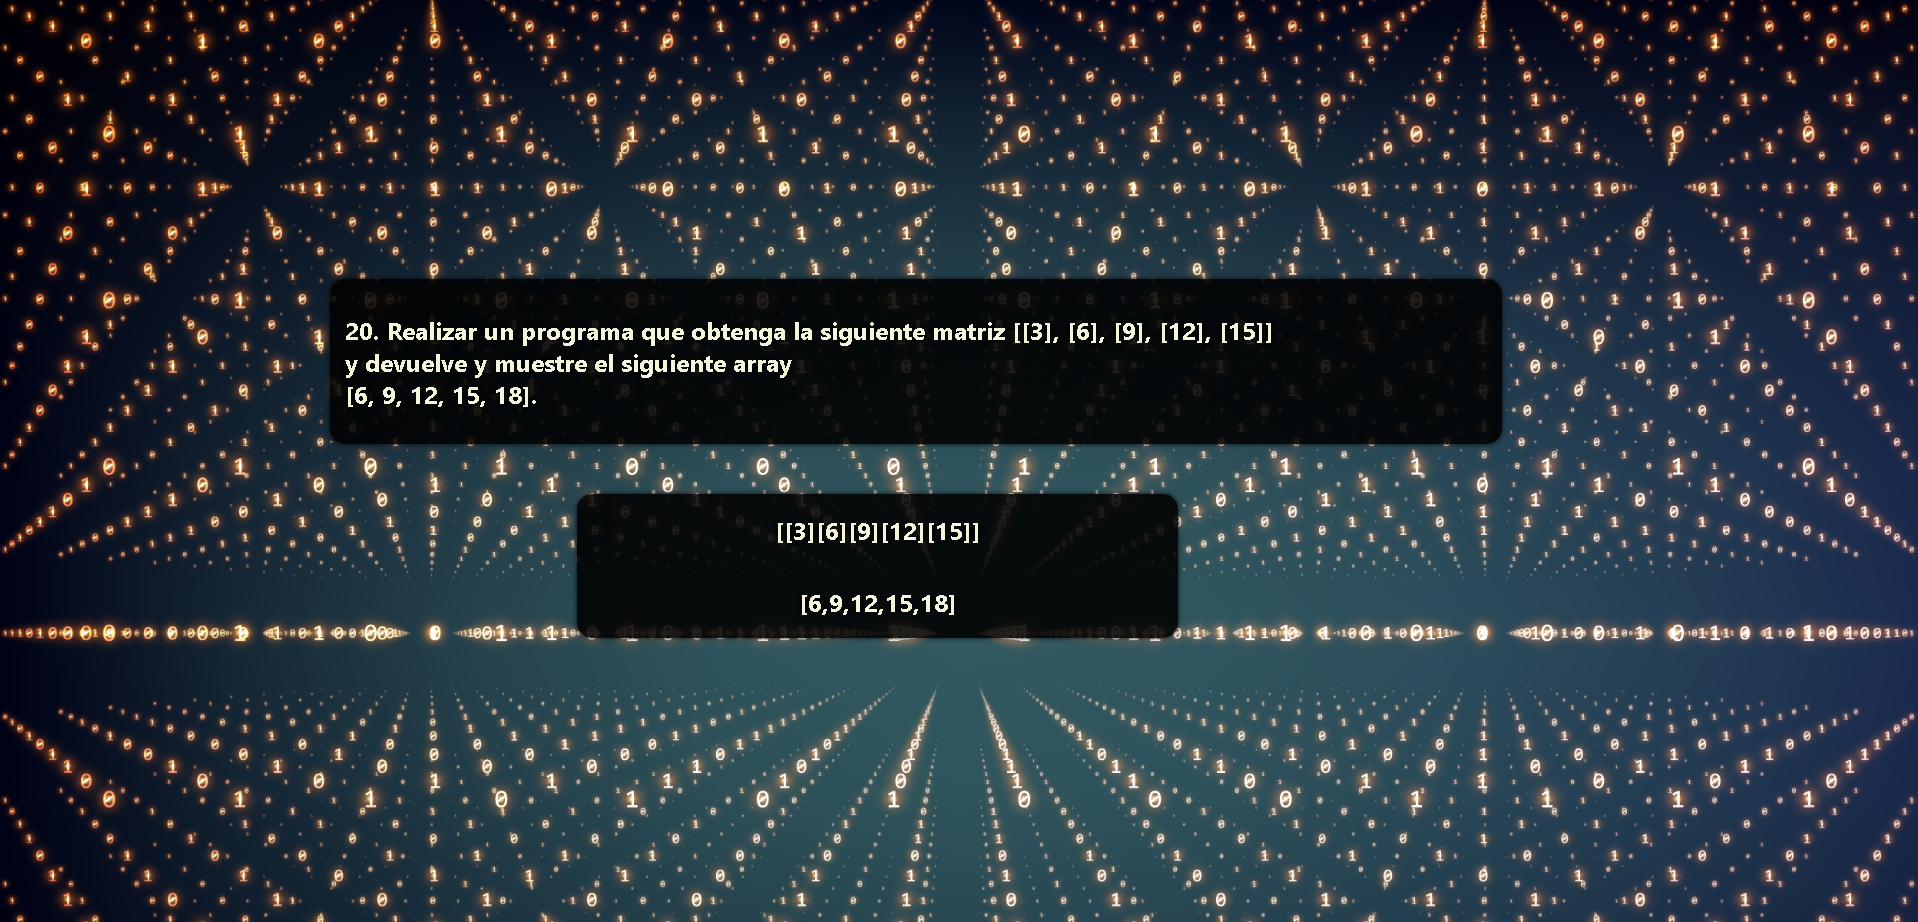 20. Realizar un programa que obtenga la siguiente matriz [[3], [6], [9], [12], [15]]
y devuelve y muestre el siguiente array
[6, 9, 12, 15, 18].
[[3][6][9][12][15]]
[6,9,12,15,18]